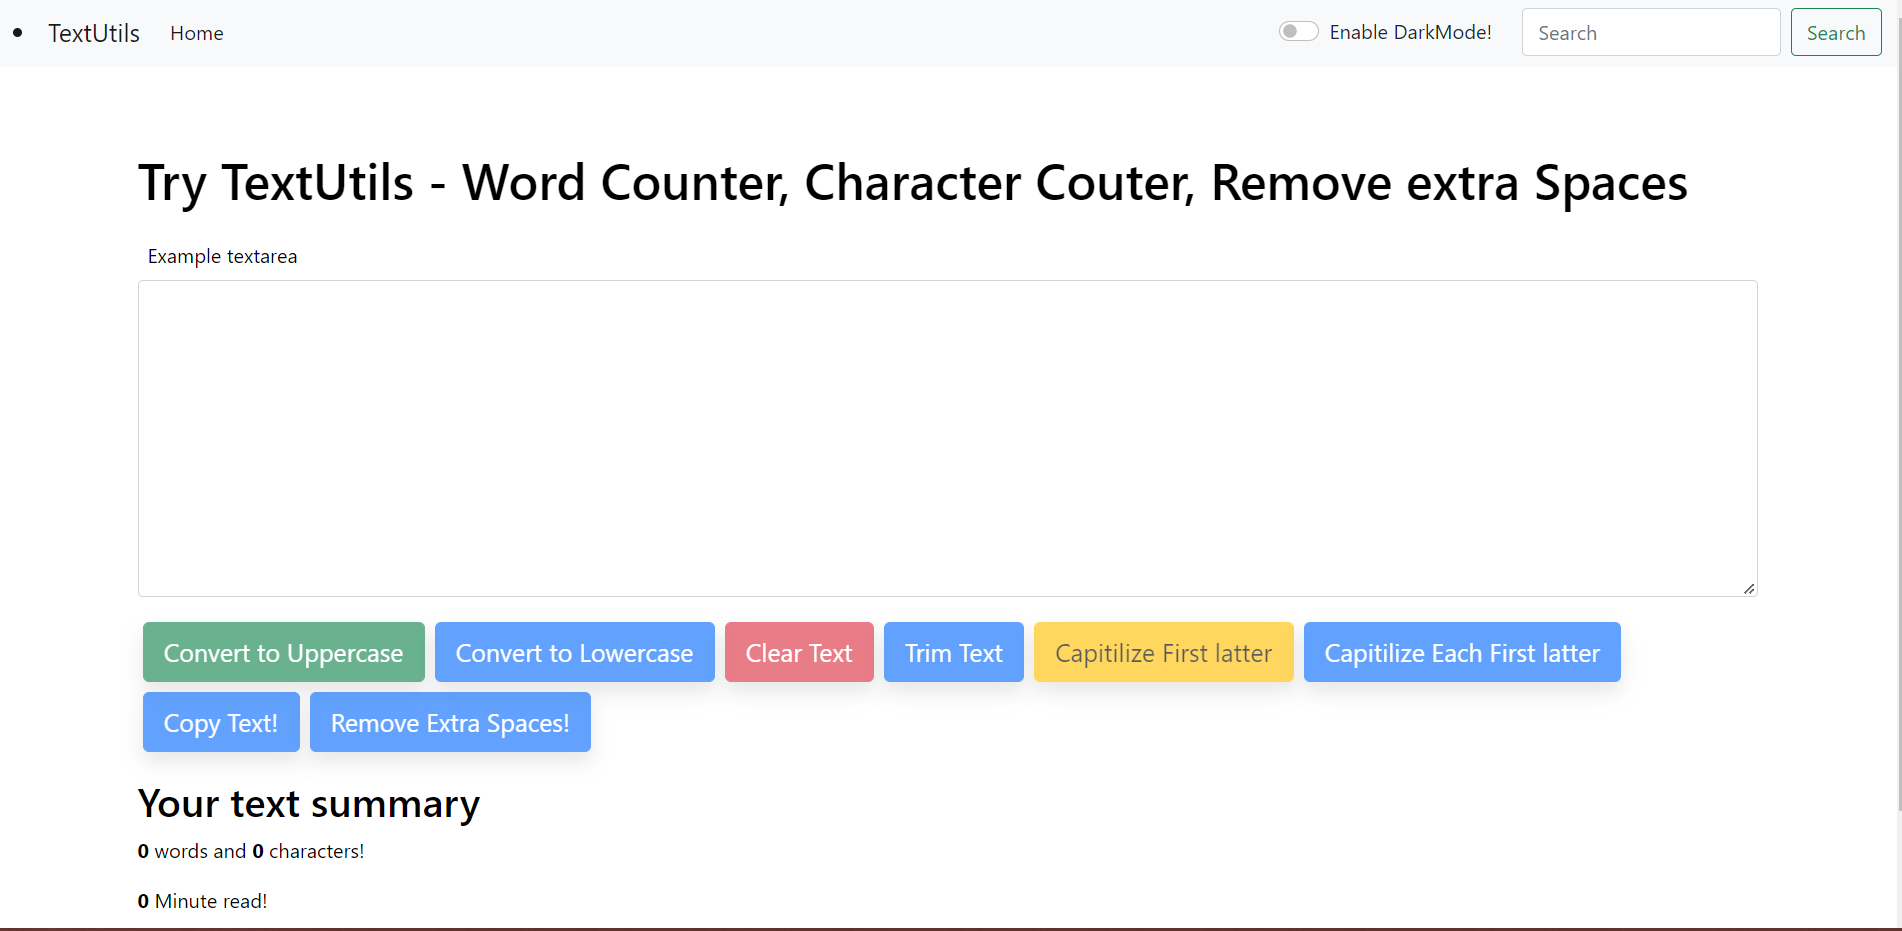 TextUtils Home Enable DarkMode! Search Search
Try TextUtils - Word Counter, Character Couter, Remove extra Spaces
Example textarea
Convert to Uppercase Convert to Lowercase Clear Text Trim Text Capitilize First latter Capitilize Each First latter
Copy Text! Remove Extra Spaces!
Your text summary
0 words and 0 characters!
0 Minute read!